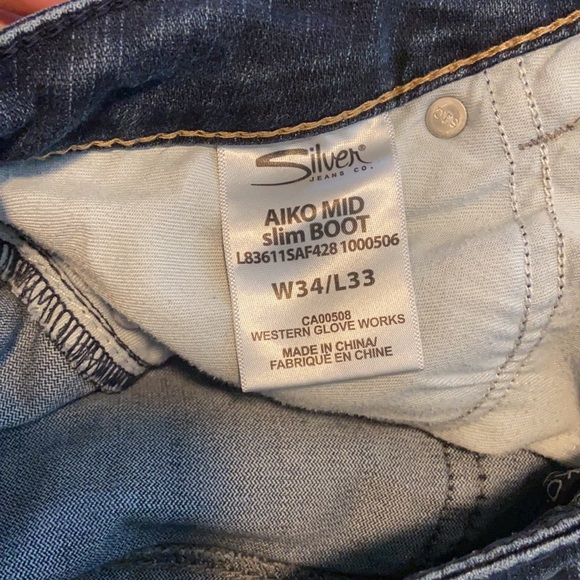 Silver®
JEANS CO.
AIKO MID
slim BOOT
L83611SAF428 1000506
W34/L33
CA00508
WESTERN GLOVE WORKS
MADE IN CHINA/
FABRIQUE EN CHINE